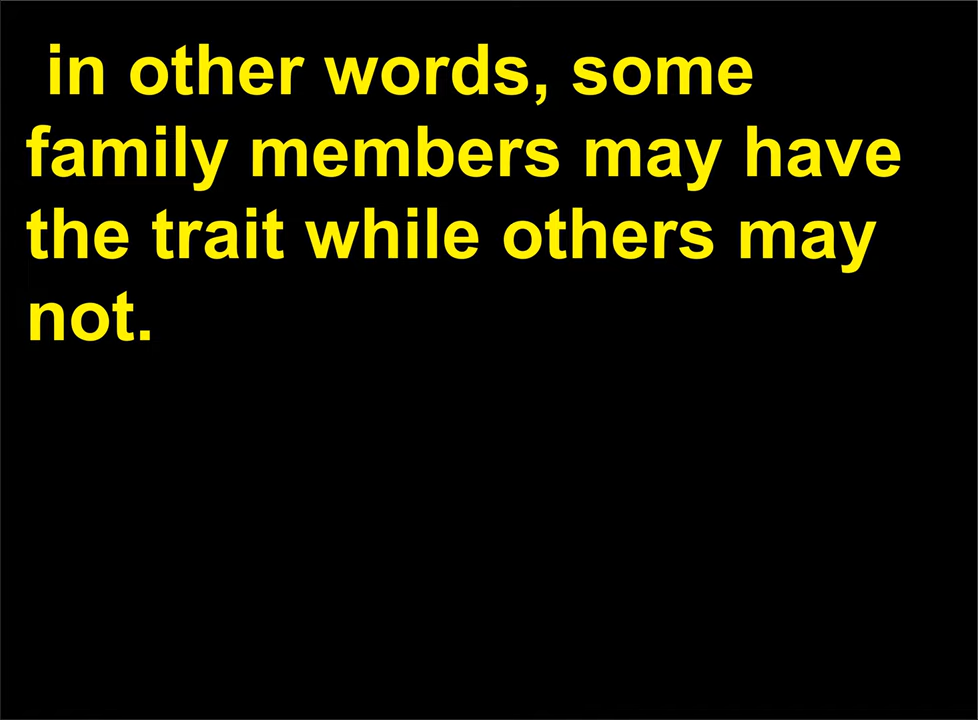 in other words, some
family members may have
the trait while others may
not.